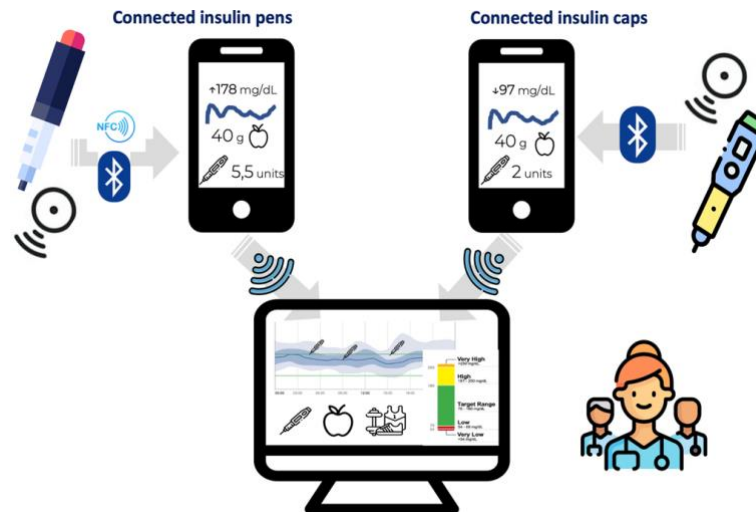 Connected insulin pens
Connected insulin caps
↑178 mg/dL
40 g
5,5 units
NFC
↓97 mg/dL
40 g
2 units
Very High
High
Target Range
Low
Very Low